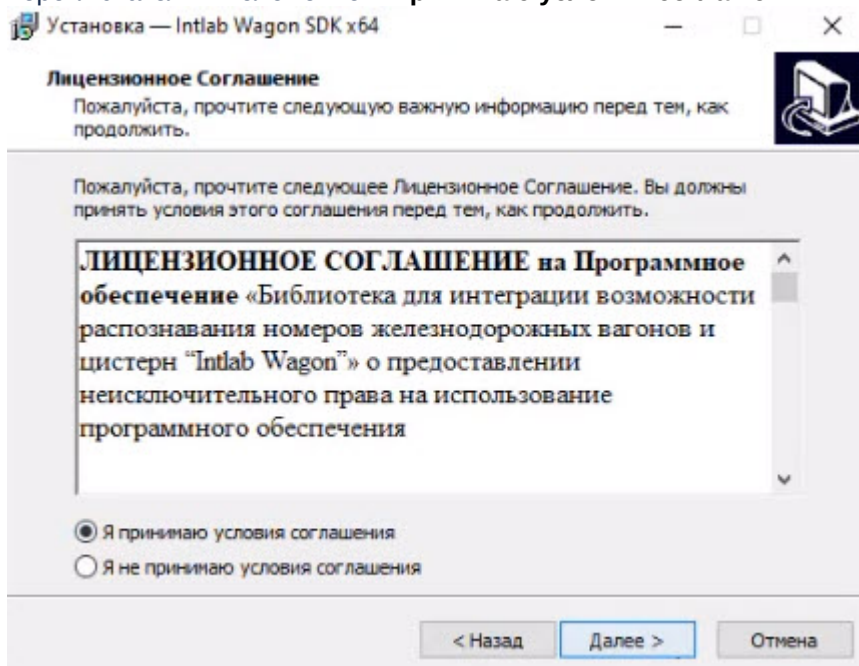 Установка — Intlab Wagon SDK x64
Лицензионное Соглашение
Пожалуйста, прочтите следующую важную информацию перед тем, как
продолжить.
Пожалуйста, прочтите следующее Лицензионное Соглашение. Вы должны
принять условия этого соглашения перед тем, как продолжить.
ЛИЦЕНЗИОННОЕ СОГЛАШЕНИЕ на Программное
обеспечение «Библиотека для интеграции возможности
распознавания номеров железнодорожных вагонов и
цистерн “Intlab Wagon”» о предоставлении
неисключительного права на использование
программного обеспечения
Я принимаю условия соглашения
Я не принимаю условия соглашения
< Назад Далее > Отмена